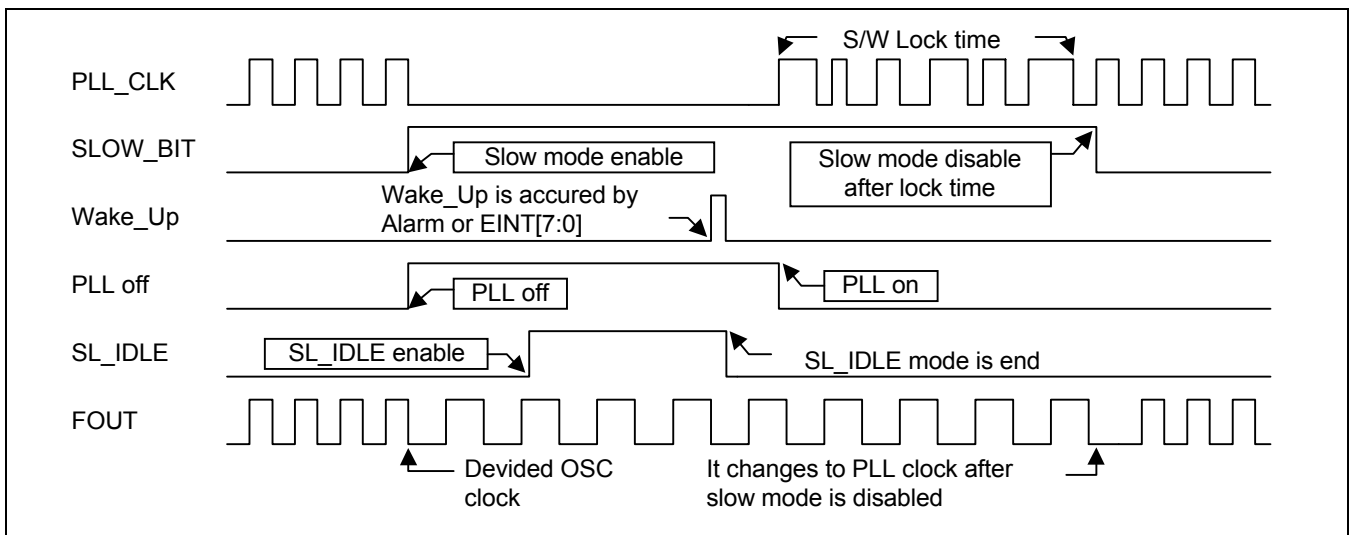 S/W Lock time
PLL_CLK
SLOW_BIT
Slow mode enable
Slow mode disable
after lock time
Wake_Up is accured by
Alarm or EINT[7:0]
Wake_Up
PLL off
PLL off
PLL on
SL_IDLE
SL_IDLE enable
SL_IDLE mode is end
FOUT
Devided OSC
clock
It changes to PLL clock after
slow mode is disabled